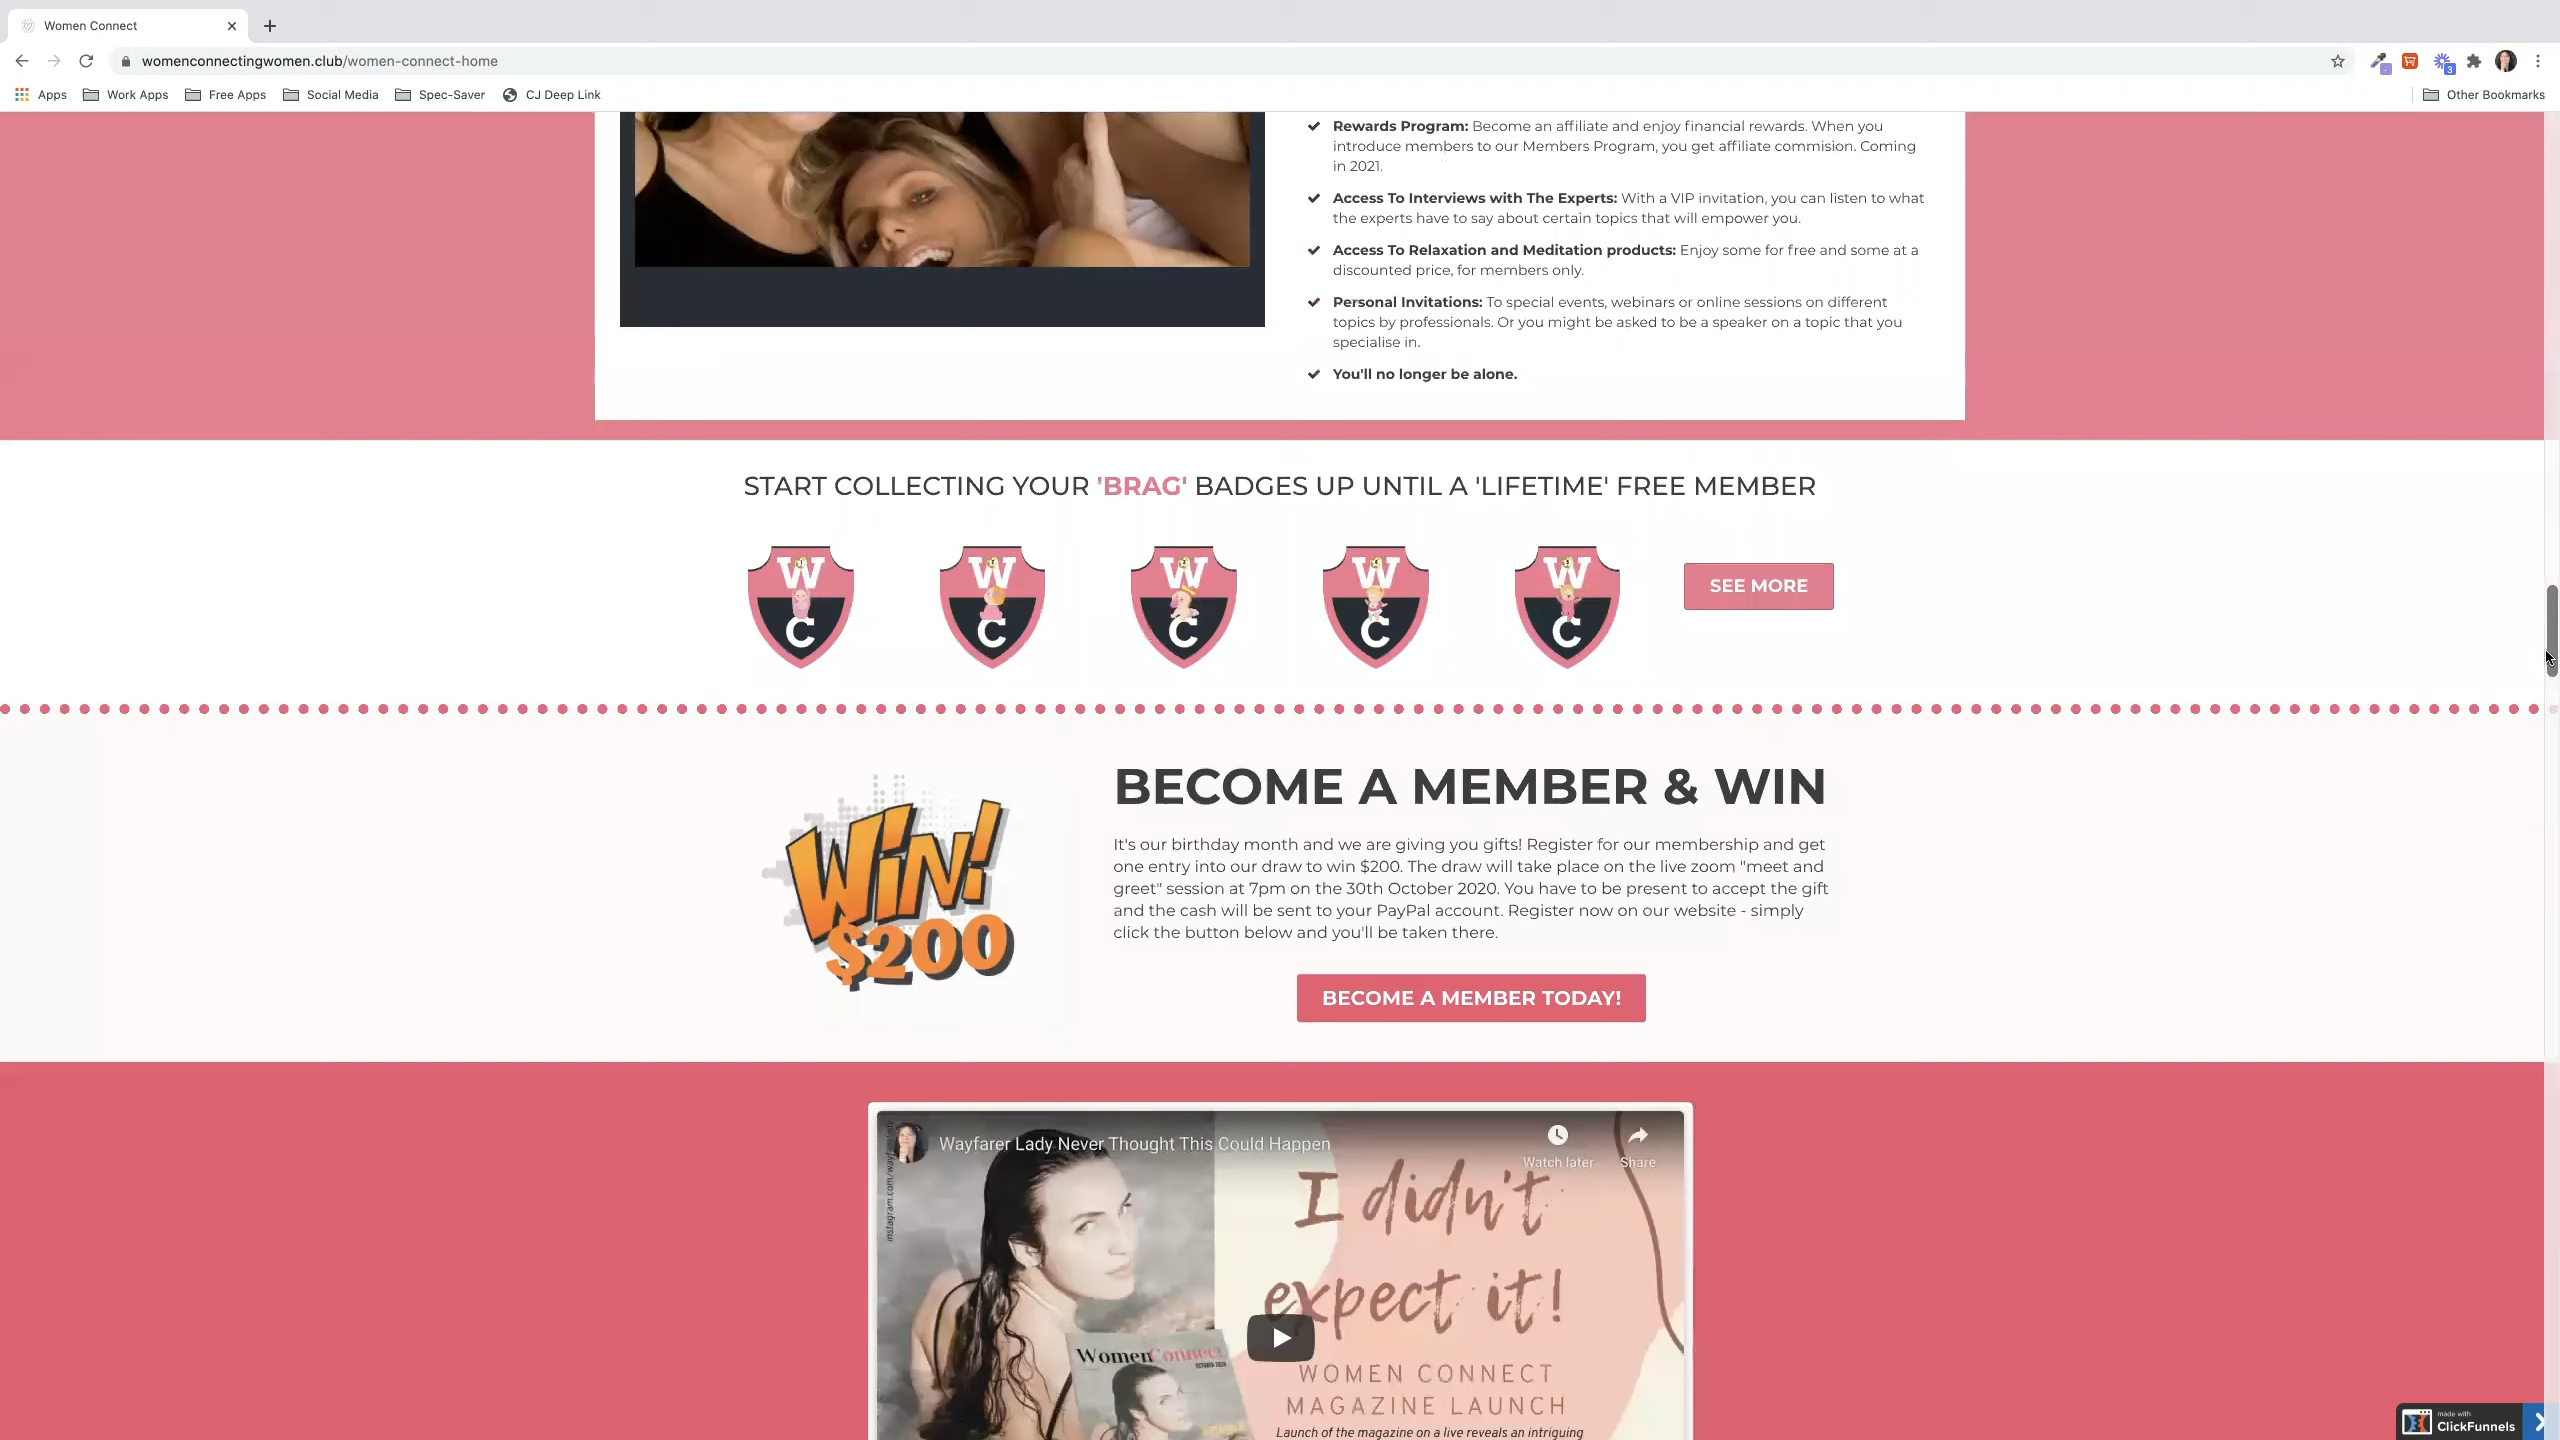 Women Connect
womenconnectingwomen.club/women-connect-home
3
Apps Work Apps Free Apps Social Media Spec-Saver CJ Deep Link Other Bookmarks
Rewards Program: Become an affiliate and enjoy financial rewards. When you
introduce members to our Members Program, you get affiliate commision. Coming
in 2021.
Access To Interviews with The Experts: With a VIP invitation, you can listen to what
the experts have to say about certain topics that will empower you.
Access To Relaxation and Meditation products: Enjoy some for free and some at a
discounted price, for members only.
Personal Invitations: To special events, webinars or online sessions on different
topics by professionals. Or you might be asked to be a speaker on a topic that you
specialise in.
You'll no longer be alone.
START COLLECTING YOUR 'BRAG' BADGES UP UNTIL A 'LIFETIME' FREE MEMBER
W W W W W
C C C C C
SEE MORE
WiN!
$200
BECOME A MEMBER & WIN
It's our birthday month and we are giving you gifts! Register for our membership and get
one entry into our draw to win $200. The draw will take place on the live zoom "meet and
greet" session at 7pm on the 30th October 2020. You have to be present to accept the gift
and the cash will be sent to your PayPal account. Register now on our website - simply
click the button below and you'll be taken there.
BECOME A MEMBER TODAY!
Wayfarer Lady Never Thought This Could Happen
Watch later Share
I didn't
expect it!
WomenConnect
OCTOBER 2020
WOMEN CONNECT
MAGAZINE LAUNCH
Launch of the magazine on a live reveals an intriguing
made with
ClickFunnels